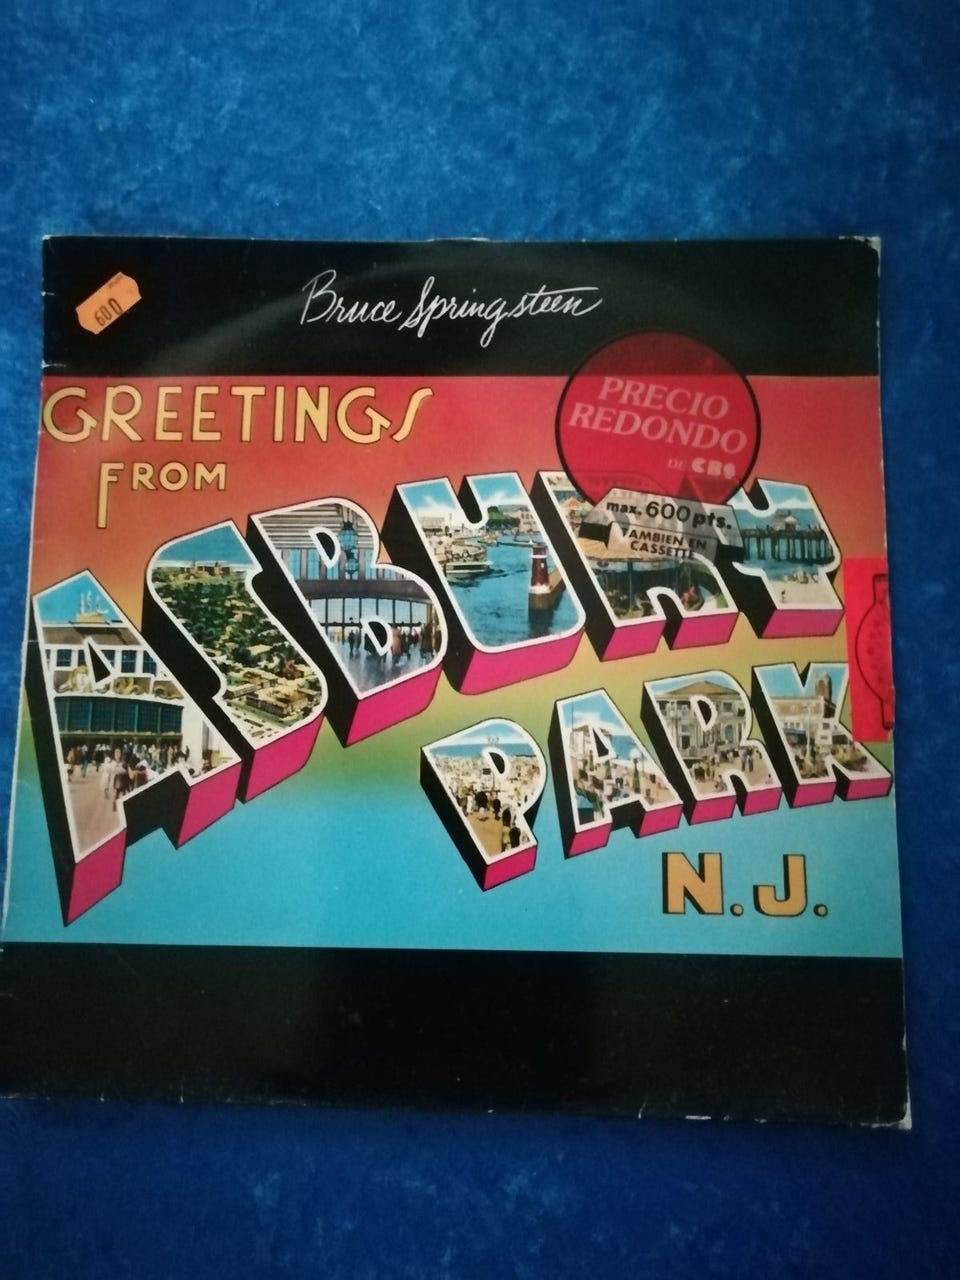 600
Bruce Springsteen
GREETINGS
FROM
ASBURY
PARK
N.J.
PRECIO
REDONDO
DE CBS
max. 600 pts.
TAMBIEN EN
CASSETTE